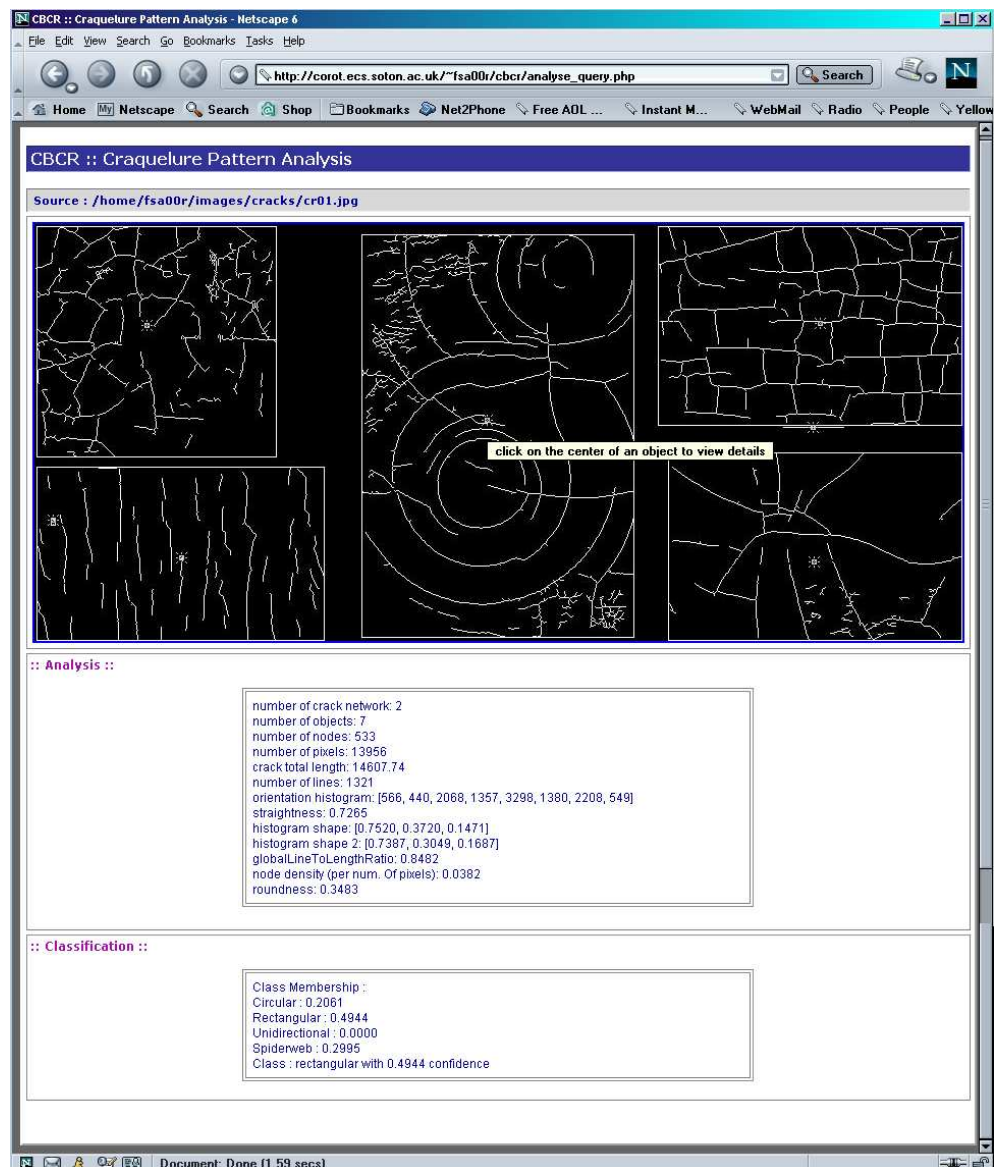 CBCR :: Craquelure Pattern Analysis - Netscape 6
File Edit View Search Go Bookmarks Tasks Help
http://corot.ecs.soton.ac.uk/~fsa00r/cbcr/analyse_query.php Search N
Home My Netscape Search Shop Bookmarks Net2Phone Free AOL ... Instant M... WebMail Radio People Yellow
CBCR :: Craquelure Pattern Analysis
Source : /home/fsa00r/images/cracks/cr01.jpg
click on the center of an object to view details
:: Analysis ::
number of crack network: 2
number of objects: 7
number of nodes: 533
number of pixels: 13956
crack total length: 14607.74
number of lines: 1321
orientation histogram: [566, 440, 2068, 1357, 3298, 1380, 2208, 549]
straightness: 0.7265
histogram shape: [0.7520, 0.3720, 0.1471]
histogram shape 2: [0.7387, 0.3049, 0.1687]
globalLineToLengthRatio: 0.8482
node density (per num. Of pixels): 0.0382
roundness: 0.3483
:: Classification ::
Class Membership :
Circular : 0.2061
Rectangular : 0.4944
Unidirectional : 0.0000
Spiderweb : 0.2995
Class : rectangular with 0.4944 confidence
Document: Done (1.59 secs)